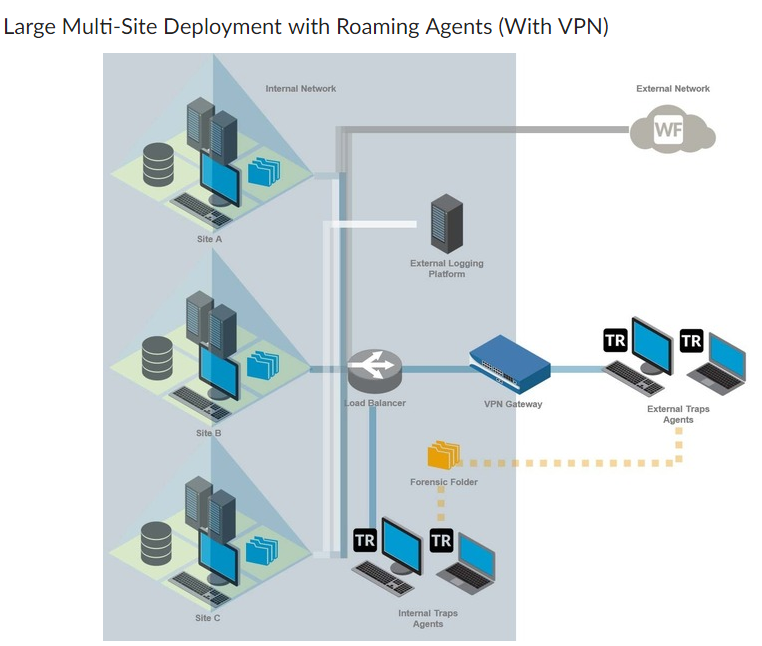 Large Multi-Site Deployment with Roaming Agents (With VPN)
Internal Network
External Network
WF
Site A
External Logging
Platform
TR
TR
Load Balancer
VPN Gateway
External Traps
Agents
Site B
Forensic Folder
TR
TR
Internal Traps
Agents
Site C